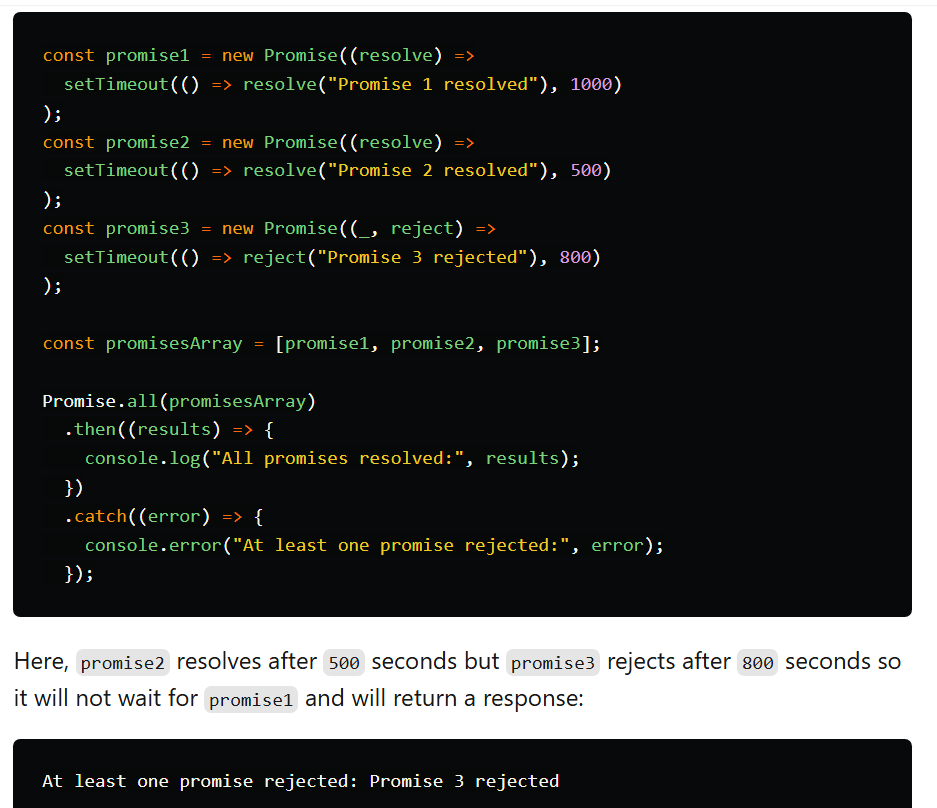 const promise1 = new Promise((resolve) =>
  setTimeout(() => resolve("Promise 1 resolved"), 1000)
);
const promise2 = new Promise((resolve) =>
  setTimeout(() => resolve("Promise 2 resolved"), 500)
);
const promise3 = new Promise((_, reject) =>
  setTimeout(() => reject("Promise 3 rejected"), 800)
);

const promisesArray = [promise1, promise2, promise3];

Promise.all(promisesArray)
  .then((results) => {
    console.log("All promises resolved:", results);
  })
  .catch((error) => {
    console.error("At least one promise rejected:", error);
  });

Here, promise2 resolves after 500 seconds but promise3 rejects after 800 seconds so
it will not wait for promise1 and will return a response:

At least one promise rejected: Promise 3 rejected